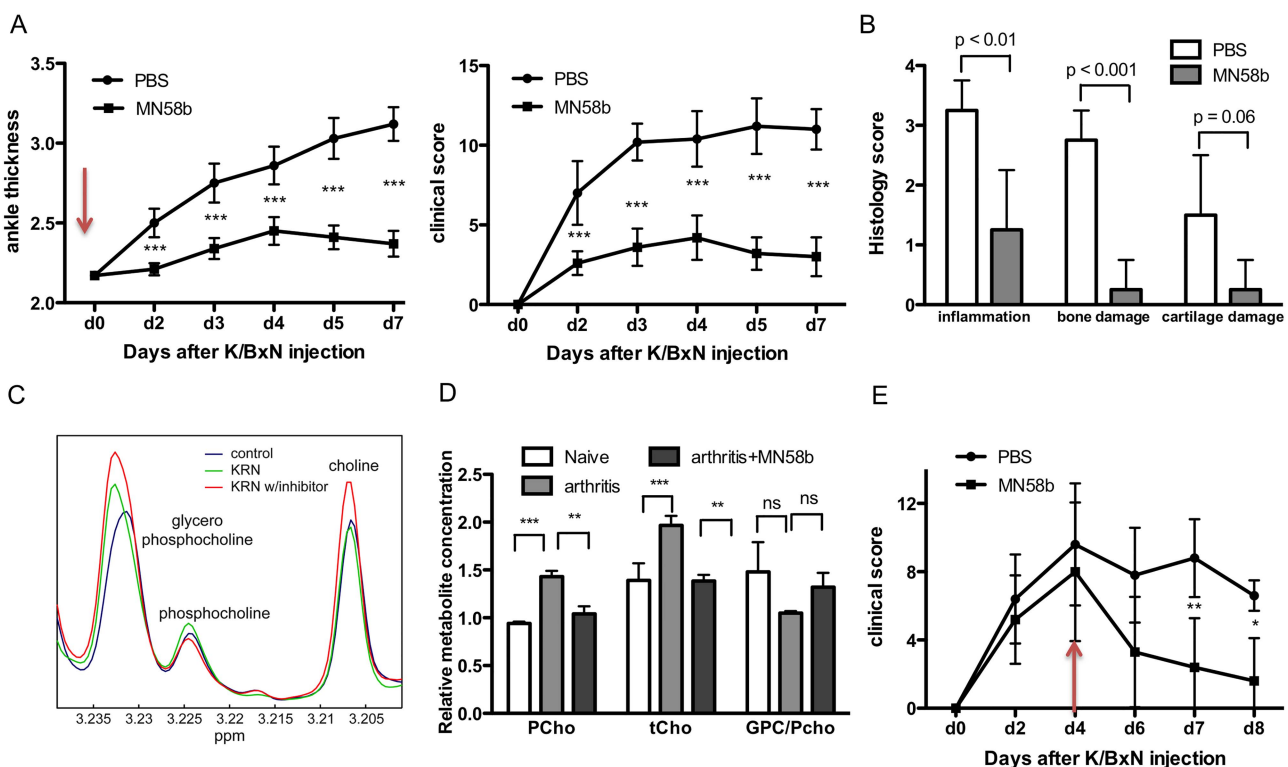 A
3.5
3.0
2.5
2.0
ankle thickness
PBS
MN58b
***
***
***
***
***
d0 d2 d3 d4 d5 d7
Days after K/BxN injection
15
10
5
0
clinical score
PBS
MN58b
***
***
***
***
***
d0 d2 d3 d4 d5 d7
Days after K/BxN injection
B
4
3
2
1
0
Histology score
PBS
MN58b
p < 0.01
p < 0.001
p = 0.06
inflammation bone damage cartilage damage
C
control
KRN
KRN w/inhibitor
glycero
phosphocholine
phosphocholine
choline
3.235 3.23 3.225 3.22 3.215 3.21 3.205
ppm
D
Naive
arthritis
arthritis+MN58b
2.5
2.0
1.5
1.0
0.5
0.0
Relative metabolite concentration
*** **
*** **
ns ns
PCho tCho GPC/Pcho
E
PBS
MN58b
12
8
4
0
clinical score
**
*
d0 d2 d4 d6 d7 d8
Days after K/BxN injection